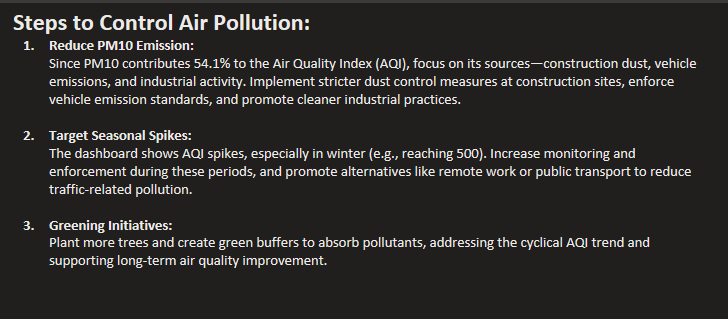 Steps to Control Air Pollution:
1. Reduce PM10 Emission:
Since PM10 contributes 54.1% to the Air Quality Index (AQI), focus on its sources—construction dust, vehicle
emissions, and industrial activity. Implement stricter dust control measures at construction sites, enforce
vehicle emission standards, and promote cleaner industrial practices.
2. Target Seasonal Spikes:
The dashboard shows AQI spikes, especially in winter (e.g., reaching 500). Increase monitoring and
enforcement during these periods, and promote alternatives like remote work or public transport to reduce
traffic-related pollution.
3. Greening Initiatives:
Plant more trees and create green buffers to absorb pollutants, addressing the cyclical AQI trend and
supporting long-term air quality improvement.